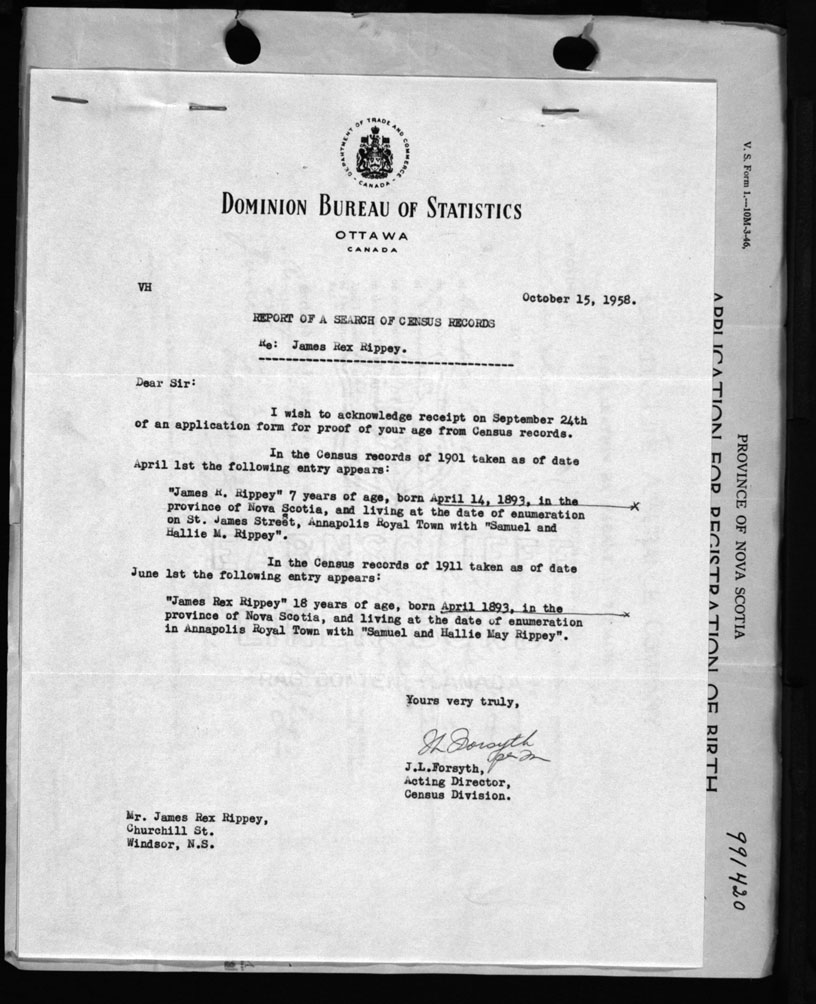 DEPARTMENT OF TRADE AND COMMERCE
- CANADA -
DOMINION BUREAU OF STATISTICS
OTTAWA
CANADA
VH
October 15, 1958.
REPORT OF A SEARCH OF CENSUS RECORDS
Re: James Rex Rippey.
Dear Sir:
I wish to acknowledge receipt on September 24th
of an application form for proof of your age from Census records.
In the Census records of 1901 taken as of date
April 1st the following entry appears:
"James R. Rippey" 7 years of age, born April 14, 1893, in the x
province of Nova Scotia, and living at the date of enumeration
on St. James Street, Annapolis Royal Town with "Samuel and
Hallie M. Rippey".
In the Census records of 1911 taken as of date
June 1st the following entry appears:
"James Rex Rippey" 18 years of age, born April 1893, in the x
province of Nova Scotia, and living at the date of enumeration
in Annapolis Royal Town with "Samuel and Hallie May Rippey".
Yours very truly,
J L Forsyth
J.L.Forsyth,
Acting Director,
Census Division.
Mr. James Rex Rippey,
Churchill St.
Windsor, N.S.
V. S. Form 1.—10M-3-46,
PROVINCE OF NOVA SCOTIA
APPLICATION FOR REGISTRATION OF BIRTH
991420